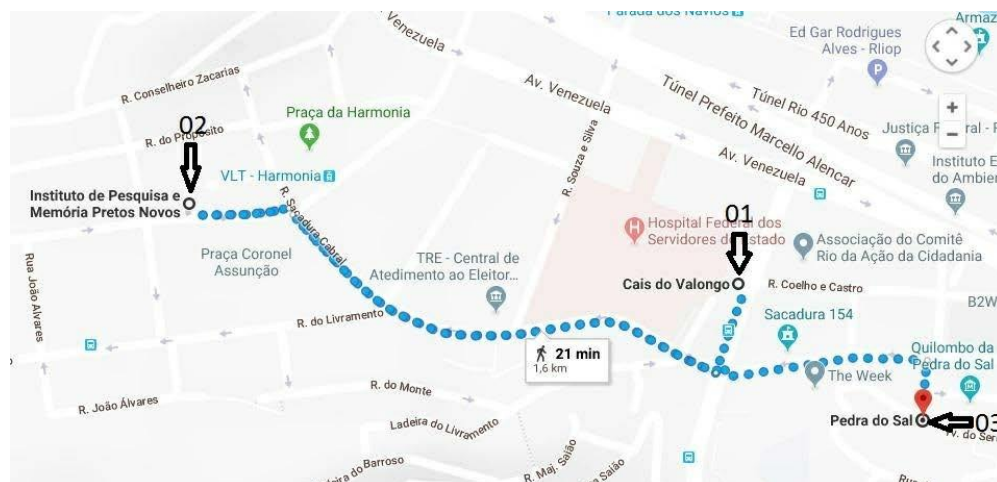 Parada dos Navios
Av. Venezuela
Ed Gar Rodrigues
Alves - Rliop
Armaz
R. Conselheiro Zacarias
Av. Venezuela
Túnel Rio 450 Anos
Túnel Prefeito Marcello Alencar
02
R. do Propósito
Praça da Harmonia
R. Souza e Silva
Av. Venezuela
+
−
Instituto E
do Ambier
VLT - Harmonia
Instituto de Pesquisa e
Memória Pretos Novos
R. Sacadura Cabral
01
Hospital Federal dos
Servidores do Estado
Associação do Comitê
Rio da Ação da Cidadania
Praça Coronel
Assunção
TRE - Central de
Atedimento ao Eleitor...
Cais do Valongo
R. Coelho e Castro
Rua João Alvares
R. do Livramento
Sacadura 154
B2W
21 min
1,6 km
Quilombo da
Pedra do Sal
The Week
R. do Monte
R. João Álvares
Ladeira do Livramento
Pedra do Sal
03
R. Maj. Saião